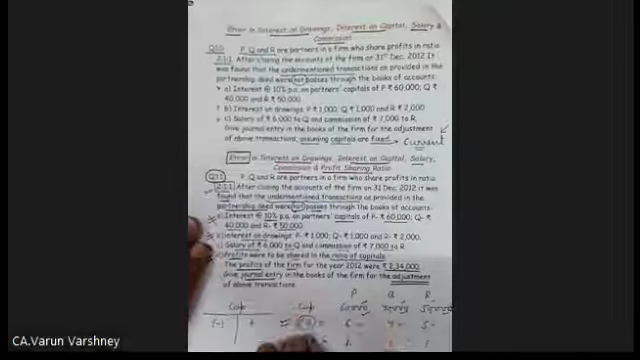 Error in Interest on Drawings, Interest on Capital, Salary &
Commission
Q10. P, Q and R are partners in a firm who share profits in ratio
2:1:1. After closing the accounts of the firm on 31st Dec. 2012 It
was found that the undermentioned transactions as provided in the
partnership deed were not passes through the books of accounts:
a) Interest @ 10% p.a. on partners' capitals of P ₹ 60,000; Q ₹
40,000 and R ₹ 50,000
b) Interest on drawings: P ₹ 1,000; Q ₹ 1,000 and R ₹ 2,000
c) Salary of ₹ 6,000 to Q and commission of ₹ 7,000 to R.
Give journal entry in the books of the firm for the adjustment
of above transactions, assuming capitals are fixed. Current
Error in Interest on Drawings, Interest on Capital, Salary,
Commission & Profit Sharing Ratio
Q11. P, Q and R are partners in a firm who share profits in ratio
2:1:1. After closing the accounts of the firm on 31 Dec. 2012 it was
found that the undermentioned transactions as provided in the
partnership deed were not passes through the books of accounts:
a) Interest @ 10% p.a. on partners' capitals of P- ₹ 60,000; Q- ₹
40,000 and R- ₹ 50,000
b) Interest on drawings: P- ₹ 1,000; Q- ₹ 1,000 and R- ₹ 2,000.
c) Salary of ₹ 6,000 to Q and commission of ₹ 7,000 to R
d) Profits were to be shared in the ratio of capitals.
The profits of the firm for the year 2012 were ₹ 2,34,000.
Give journal entry in the books of the firm for the adjustment
of above transactions
P Q R
Cap Cap 60000 40000 50000
(-) + 6 4 5
CA.Varun Varshney